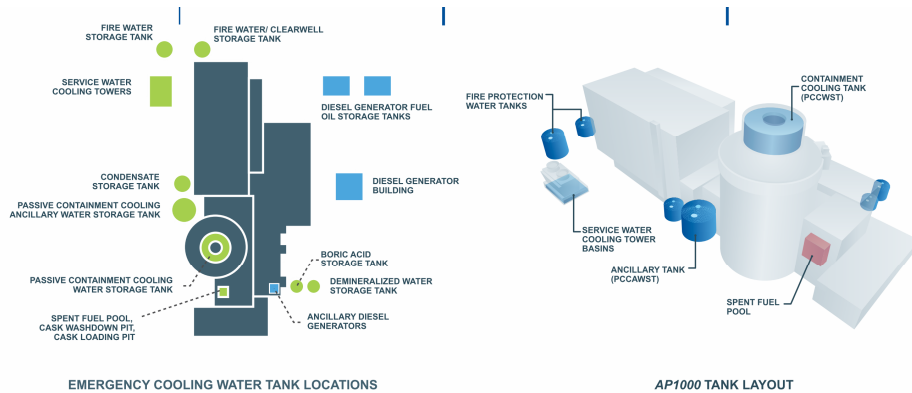 FIRE WATER
STORAGE TANK
FIRE WATER/ CLEARWELL
STORAGE TANK
SERVICE WATER
COOLING TOWERS
DIESEL GENERATOR FUEL
OIL STORAGE TANKS
CONDENSATE
STORAGE TANK
DIESEL GENERATOR
BUILDING
PASSIVE CONTAINMENT COOLING
ANCILLARY WATER STORAGE TANK
BORIC ACID
STORAGE TANK
PASSIVE CONTAINMENT COOLING
WATER STORAGE TANK
DEMINERALIZED WATER
STORAGE TANK
SPENT FUEL POOL,
CASK WASHDOWN PIT,
CASK LOADING PIT
ANCILLARY DIESEL
GENERATORS
EMERGENCY COOLING WATER TANK LOCATIONS
CONTAINMENT
COOLING TANK
(PCCWST)
FIRE PROTECTION
WATER TANKS
SERVICE WATER
COOLING TOWER
BASINS
ANCILLARY TANK
(PCCAWST)
SPENT FUEL
POOL
AP1000 TANK LAYOUT